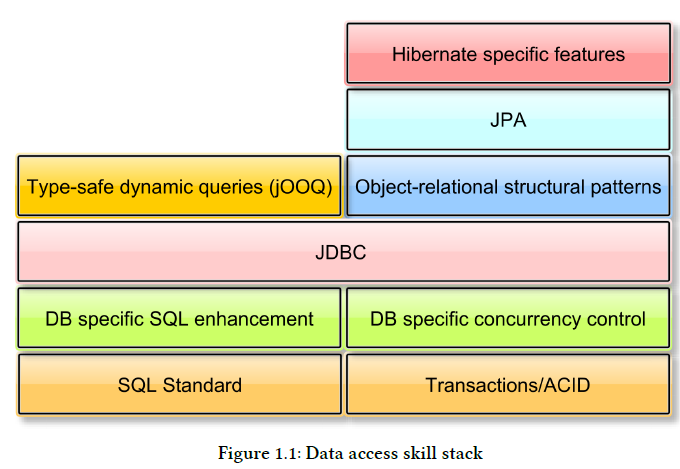 Hibernate specific features
JPA
Type-safe dynamic queries (jOOQ)
Object-relational structural patterns
JDBC
DB specific SQL enhancement
DB specific concurrency control
SQL Standard
Transactions/ACID
Figure 1.1: Data access skill stack